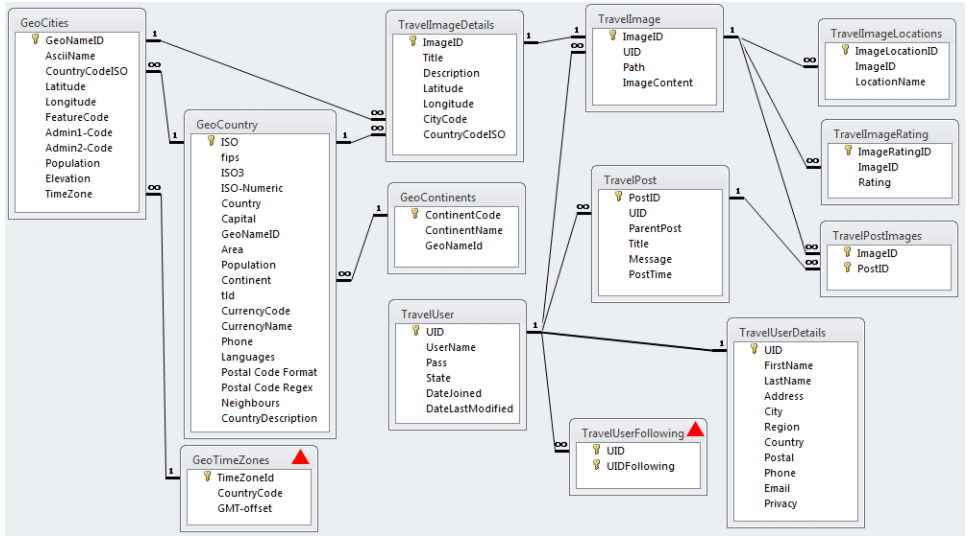 GeoCities
GeoNameID
AsciiName
CountryCodeISO
Latitude
Longitude
FeatureCode
Admin1-Code
Admin2-Code
Population
Elevation
TimeZone
1
∞
∞
GeoCountry
ISO
fips
ISO3
ISO-Numeric
Country
Capital
GeoNameID
Area
Population
Continent
tld
CurrencyCode
CurrencyName
Phone
Languages
Postal Code Format
Postal Code Regex
Neighbours
CountryDescription
1
1
∞
GeoTimeZones
TimeZoneId
CountryCode
GMT-offset
1
TravelImageDetails
ImageID
Title
Description
Latitude
Longitude
CityCode
CountryCodeISO
1
∞
∞
GeoContinents
ContinentCode
ContinentName
GeoNameId
1
TravelUser
UID
UserName
Pass
State
DateJoined
DateLastModified
1
TravelImage
ImageID
UID
Path
ImageContent
1
∞
1
TravelPost
PostID
UID
ParentPost
Title
Message
PostTime
∞
1
TravelUserFollowing
UID
UIDFollowing
∞
TravelImageLocations
ImageLocationID
ImageID
LocationName
∞
TravelImageRating
ImageRatingID
ImageID
Rating
∞
TravelPostImages
ImageID
PostID
∞
∞
TravelUserDetails
UID
FirstName
LastName
Address
City
Region
Country
Postal
Phone
Email
Privacy
1